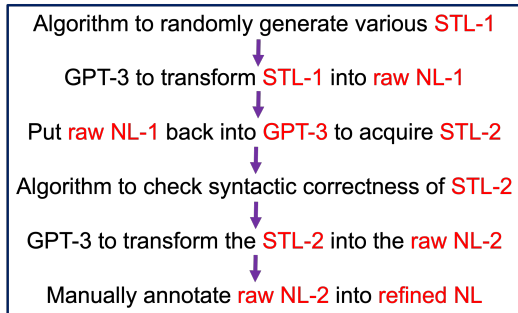 Algorithm to randomly generate various STL-1
GPT-3 to transform STL-1 into raw NL-1
Put raw NL-1 back into GPT-3 to acquire STL-2
Algorithm to check syntactic correctness of STL-2
GPT-3 to transform the STL-2 into the raw NL-2
Manually annotate raw NL-2 into refined NL